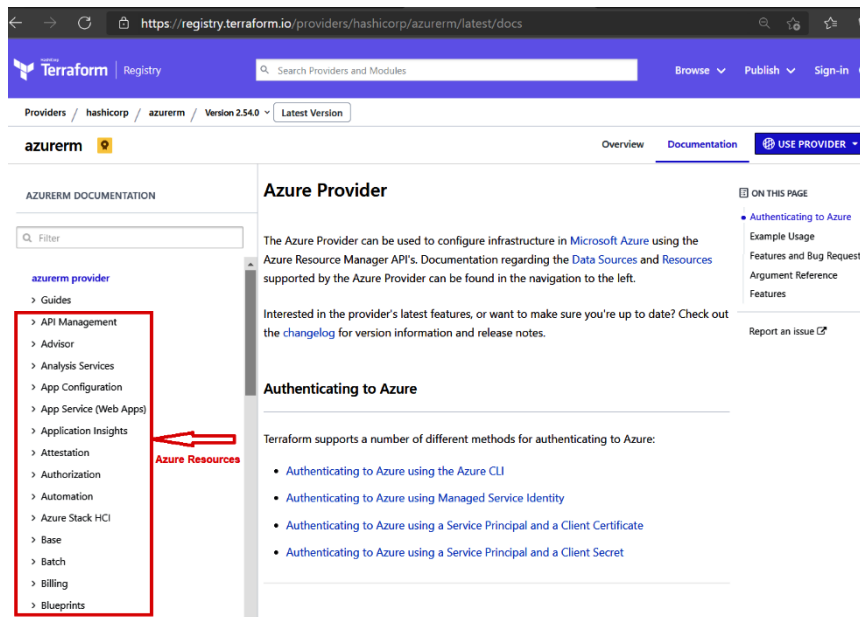 https://registry.terraform.io/providers/hashicorp/azurerm/latest/docs
HashiCorp
Terraform | Registry
Search Providers and Modules
Browse
Publish
Sign-in
Providers / hashicorp / azurerm / Version 2.54.0
Latest Version
azurerm
Overview
Documentation
USE PROVIDER
AZURERM DOCUMENTATION
Filter
azurerm provider
> Guides
> API Management
> Advisor
> Analysis Services
> App Configuration
> App Service (Web Apps)
> Application Insights
> Attestation
> Authorization
> Automation
> Azure Stack HCI
> Base
> Batch
> Billing
> Blueprints
Azure Resources
Azure Provider
The Azure Provider can be used to configure infrastructure in Microsoft Azure using the
Azure Resource Manager API's. Documentation regarding the Data Sources and Resources
supported by the Azure Provider can be found in the navigation to the left.
Interested in the provider's latest features, or want to make sure you're up to date? Check out
the changelog for version information and release notes.
Authenticating to Azure
Terraform supports a number of different methods for authenticating to Azure:
• Authenticating to Azure using the Azure CLI
• Authenticating to Azure using Managed Service Identity
• Authenticating to Azure using a Service Principal and a Client Certificate
• Authenticating to Azure using a Service Principal and a Client Secret
ON THIS PAGE
• Authenticating to Azure
Example Usage
Features and Bug Request
Argument Reference
Features
Report an issue